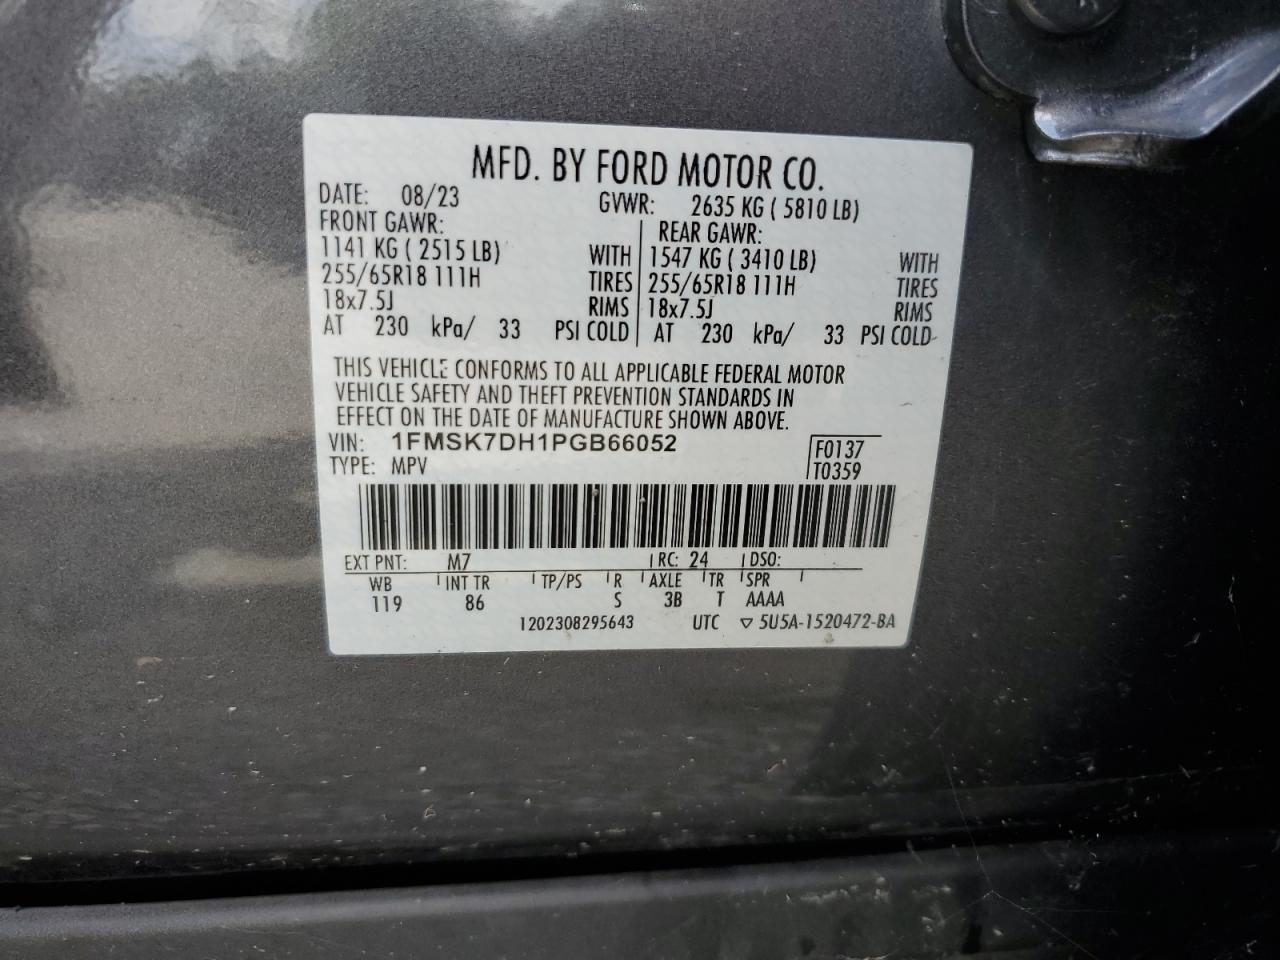 MFD. BY FORD MOTOR CO.
DATE: 08/23 GVWR: 2635 KG ( 5810 LB)
FRONT GAWR: REAR GAWR:
1141 KG ( 2515 LB) WITH 1547 KG ( 3410 LB) WITH
255/65R18 111H TIRES 255/65R18 111H TIRES
18x7.5J RIMS 18x7.5J RIMS
AT 230 kPa/ 33 PSI COLD AT 230 kPa/ 33 PSI COLD
THIS VEHICLE CONFORMS TO ALL APPLICABLE FEDERAL MOTOR
VEHICLE SAFETY AND THEFT PREVENTION STANDARDS IN
EFFECT ON THE DATE OF MANUFACTURE SHOWN ABOVE.
VIN: 1FMSK7DH1PGB66052 F0137
TYPE: MPV T0359
EXT PNT: M7 RC: 24 DSO:
WB INT TR TP/PS R AXLE TR SPR
119 86 S 3B T AAAA
1202308295643 UTC ▽ 5U5A-1520472-BA